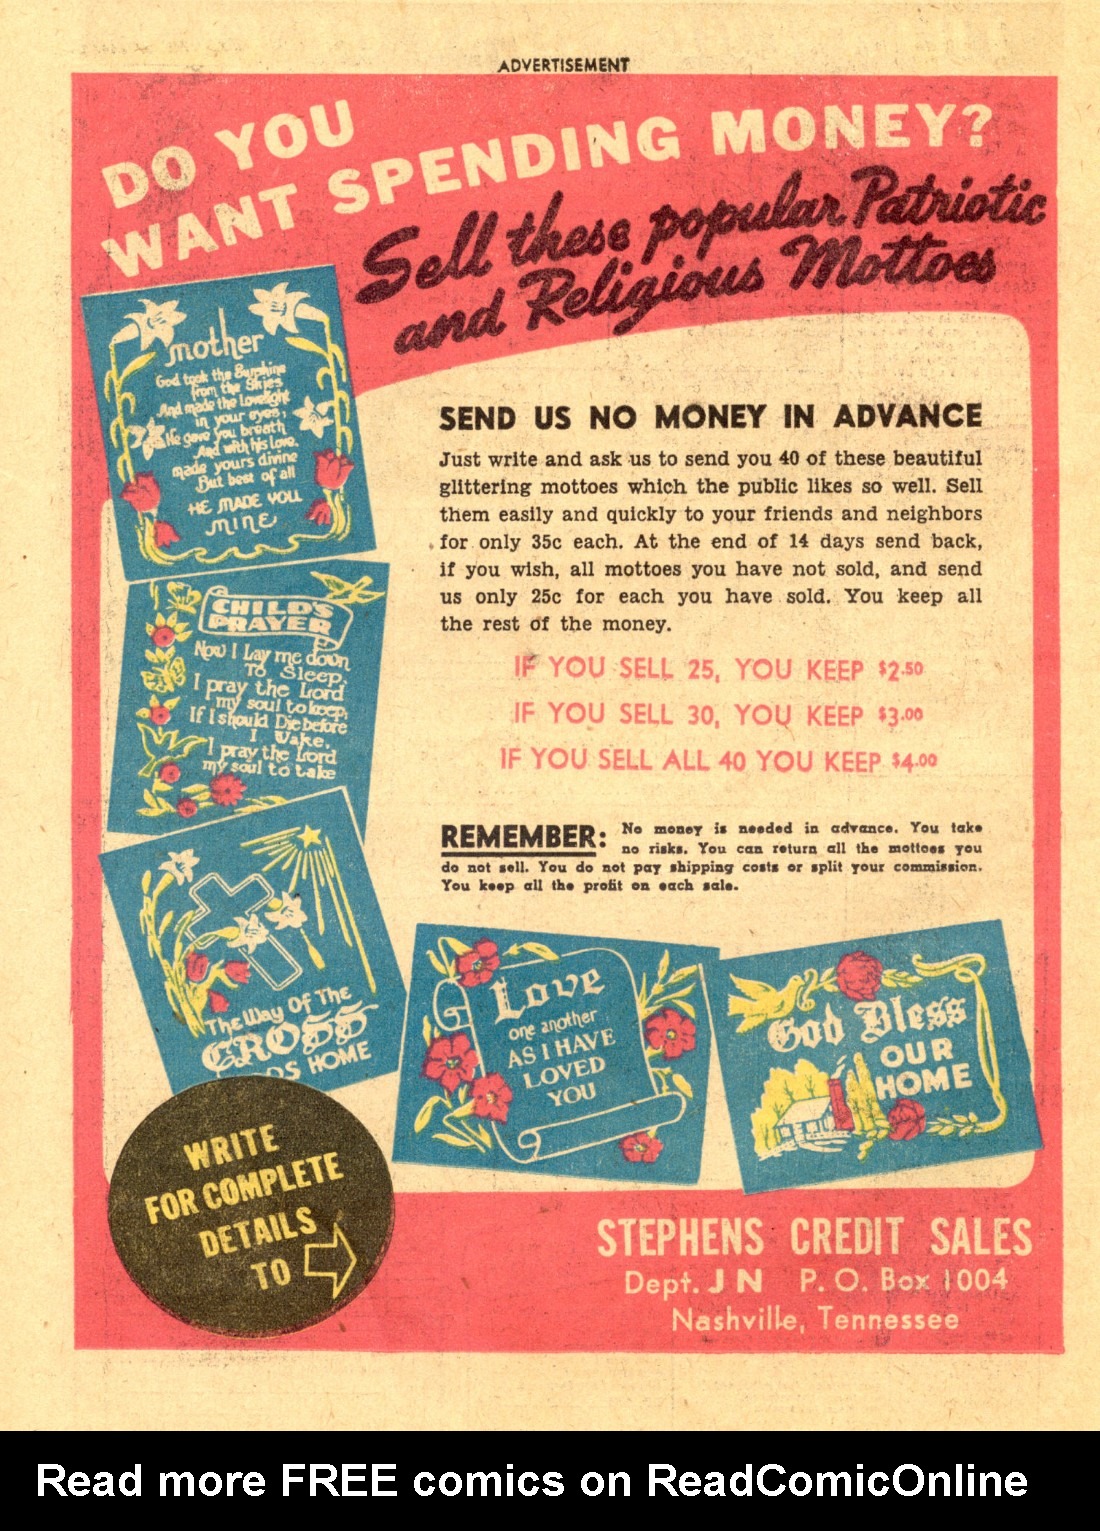 ADVERTISEMENT
DO YOU
WANT SPENDING MONEY?
Sell these popular Patriotic
and Religious Mottoes
mother
God took the Sunshine
from the Skies
And made the Lovelight
in your eyes,
He gave you breath
And with his Love,
made yours divine
But best of all
HE MADE YOU
MINE
SEND US NO MONEY IN ADVANCE
Just write and ask us to send you 40 of these beautiful
glittering mottoes which the public likes so well. Sell
them easily and quickly to your friends and neighbors
for only 35c each. At the end of 14 days send back,
if you wish, all mottoes you have not sold, and send
us only 25c for each you have sold. You keep all
the rest of the money.
CHILD'S
PRAYER
Now I Lay me down
To Sleep,
I pray the Lord
my soul to keep,
If I should Die before
I Wake,
I pray the Lord
my soul to take
IF YOU SELL 25, YOU KEEP $2.50
IF YOU SELL 30, YOU KEEP $3.00
IF YOU SELL ALL 40 YOU KEEP $4.00
REMEMBER: No money is needed in advance. You take
no risks. You can return all the mottoes you
do not sell. You do not pay shipping costs or split your commission.
You keep all the profit on each sale.
The Way Of The
CROSS
DS HOME
Love
one another
AS I HAVE
LOVED
YOU
God Bless
OUR
HOME
WRITE
FOR COMPLETE
DETAILS
TO
STEPHENS CREDIT SALES
Dept. J N P. O. Box 1004
Nashville, Tennessee
Read more FREE comics on ReadComicOnline